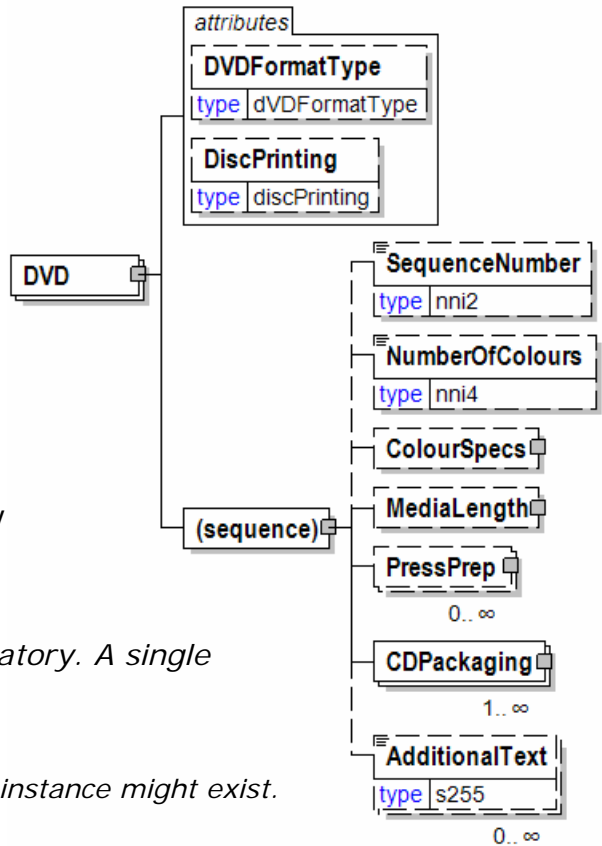 attributes
DVDFormatType
type dVDFormatType
DiscPrinting
type discPrinting
DVD
SequenceNumber
type nni2
NumberOfColours
type nni4
ColourSpecs
MediaLength
(sequence)
PressPrep
0.. ∞
atory. A single
CDPackaging
1.. ∞
AdditionalText
instance might exist.
type s255
0.. ∞